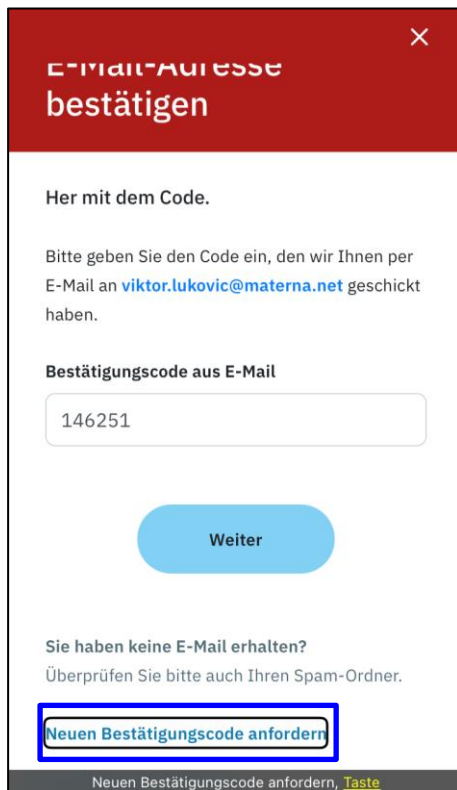 E-Mail-Adresse
bestätigen
Her mit dem Code.
Bitte geben Sie den Code ein, den wir Ihnen per
E-Mail an viktor.lukovic@materna.net geschickt
haben.
Bestätigungscode aus E-Mail
146251
Weiter
Sie haben keine E-Mail erhalten?
Überprüfen Sie bitte auch Ihren Spam-Ordner.
Neuen Bestätigungscode anfordern
Neuen Bestätigungscode anfordern, Taste